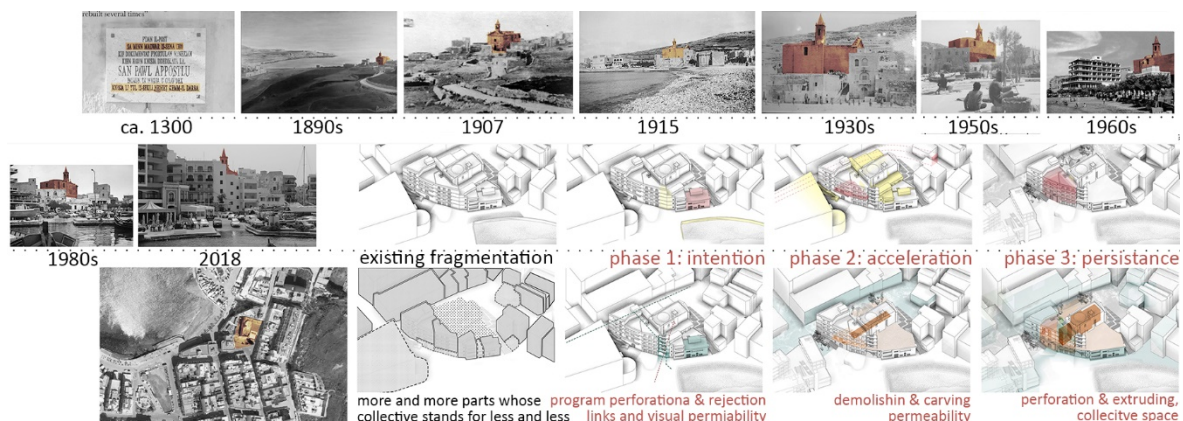 rebuilt several times"
SAN PAWL APPOSTLU
ca. 1300
1890s
1907
1915
1930s
1950s
1960s
1980s
2018
existing fragmentation
phase 1: intention
phase 2: acceleration
phase 3: persistance
more and more parts whose
collective stands for less and less
program perforationa & rejection
links and visual permiability
demolishin & carving
permeability
perforation & extruding,
collecitve space